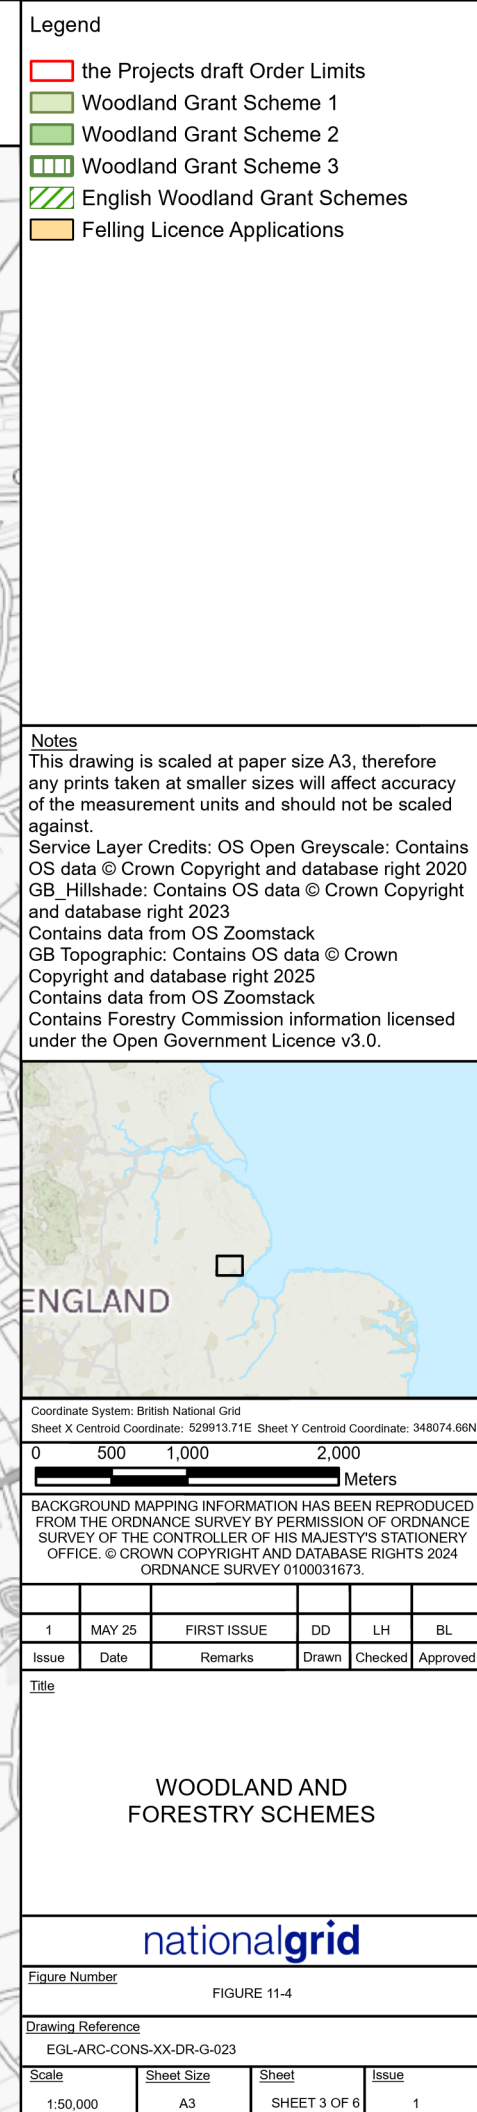 Legend
the Projects draft Order Limits
Woodland Grant Scheme 1
Woodland Grant Scheme 2
Woodland Grant Scheme 3
English Woodland Grant Schemes
Felling Licence Applications
Notes
This drawing is scaled at paper size A3, therefore
any prints taken at smaller sizes will affect accuracy
of the measurement units and should not be scaled
against.
Service Layer Credits: OS Open Greyscale: Contains
OS data © Crown Copyright and database right 2020
GB_Hillshade: Contains OS data © Crown Copyright
and database right 2023
Contains data from OS Zoomstack
GB Topographic: Contains OS data © Crown
Copyright and database right 2025
Contains data from OS Zoomstack
Contains Forestry Commission information licensed
under the Open Government Licence v3.0.
ENGLAND
Coordinate System: British National Grid
Sheet X Centroid Coordinate: 529913.71E Sheet Y Centroid Coordinate: 348074.66N
0 500 1,000 2,000
Meters
BACKGROUND MAPPING INFORMATION HAS BEEN REPRODUCED
FROM THE ORDNANCE SURVEY BY PERMISSION OF ORDNANCE
SURVEY OF THE CONTROLLER OF HIS MAJESTY'S STATIONERY
OFFICE. © CROWN COPYRIGHT AND DATABASE RIGHTS 2024
ORDNANCE SURVEY 0100031673.
1 MAY 25 FIRST ISSUE DD LH BL
Issue Date Remarks Drawn Checked Approved
Title
WOODLAND AND
FORESTRY SCHEMES
nationalgrid
Figure Number
FIGURE 11-4
Drawing Reference
EGL-ARC-CONS-XX-DR-G-023
Scale Sheet Size Sheet Issue
1:50,000 A3 SHEET 3 OF 6 1